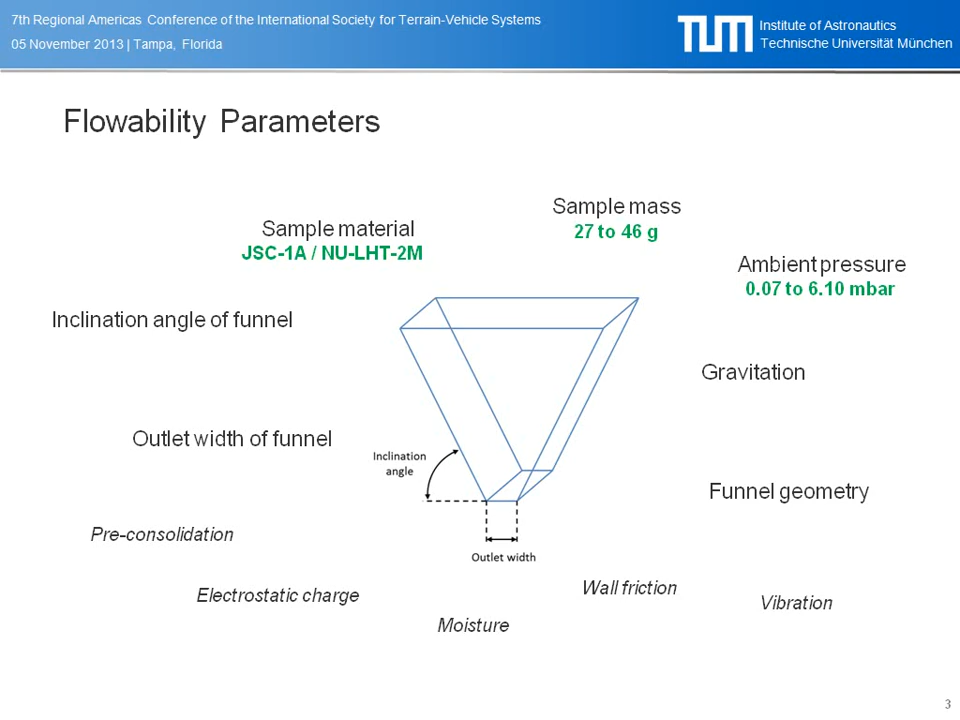 7th Regional Americas Conference of the International Society for Terrain-Vehicle Systems
05 November 2013 | Tampa, Florida
TUM
Institute of Astronautics
Technische Universität München
Flowability Parameters
Sample mass
27 to 46 g
Sample material
JSC-1A / NU-LHT-2M
Ambient pressure
0.07 to 6.10 mbar
Inclination angle of funnel
Gravitation
Outlet width of funnel
Inclination
angle
Funnel geometry
Pre-consolidation
Outlet width
Wall friction
Electrostatic charge
Vibration
Moisture
3